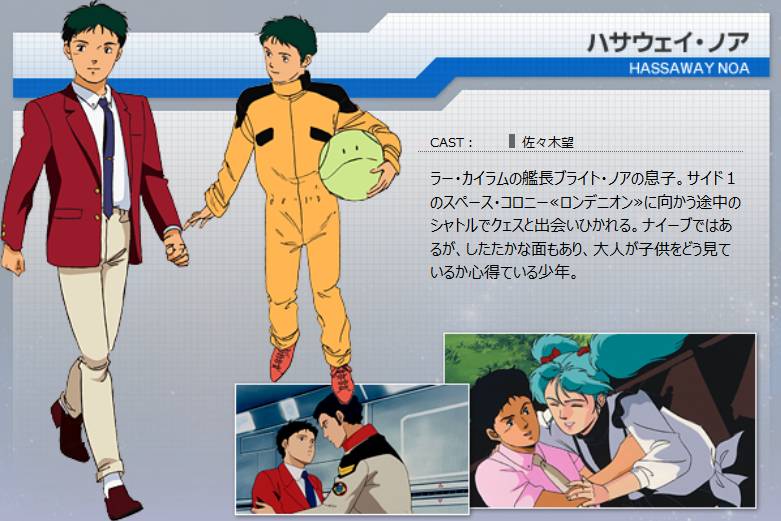 ハサウェイ・ノア
HASSAWAY NOA
CAST： 佐々木望
ラー・カイラムの艦長ブライト・ノアの息子。サイド１
のスペース・コロニー≪ロンデニオン≫に向かう途中の
シャトルでクェスと出会いひかれる。ナイーブではあ
るが、したたかな面もあり、大人が子供をどう見て
いるか心得ている少年。